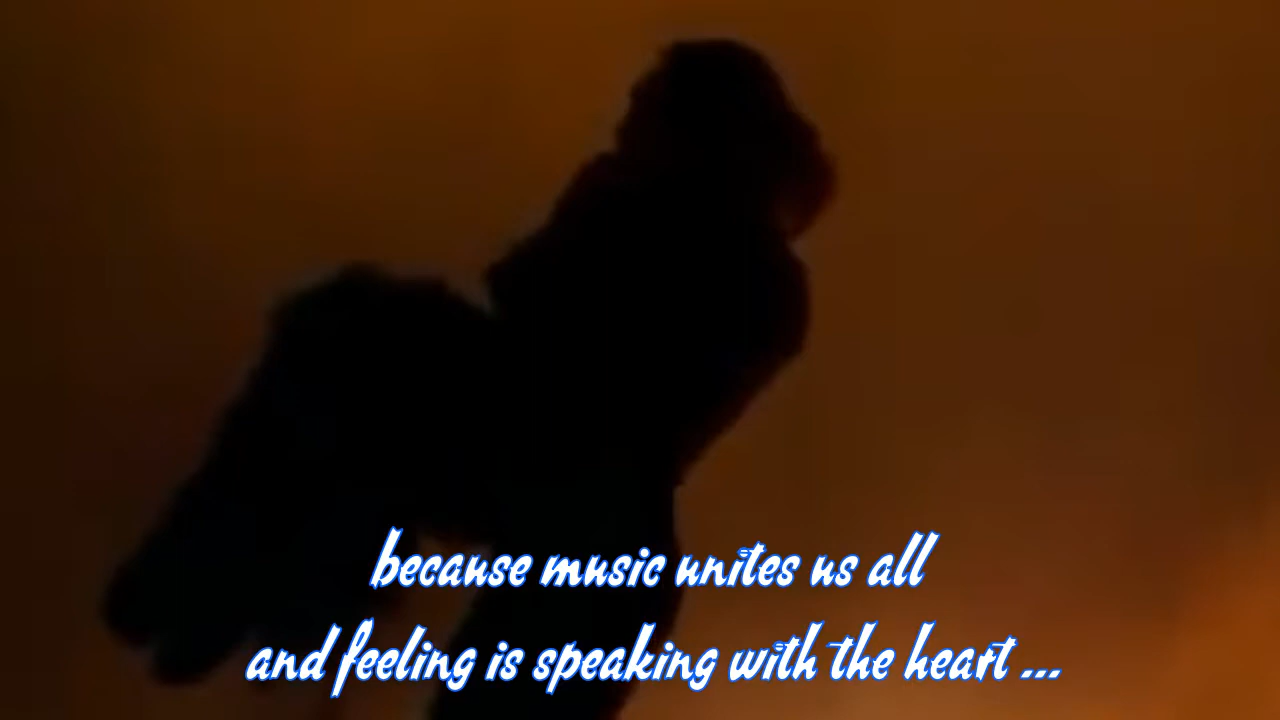 because music unites us all
and feeling is speaking with the heart ...